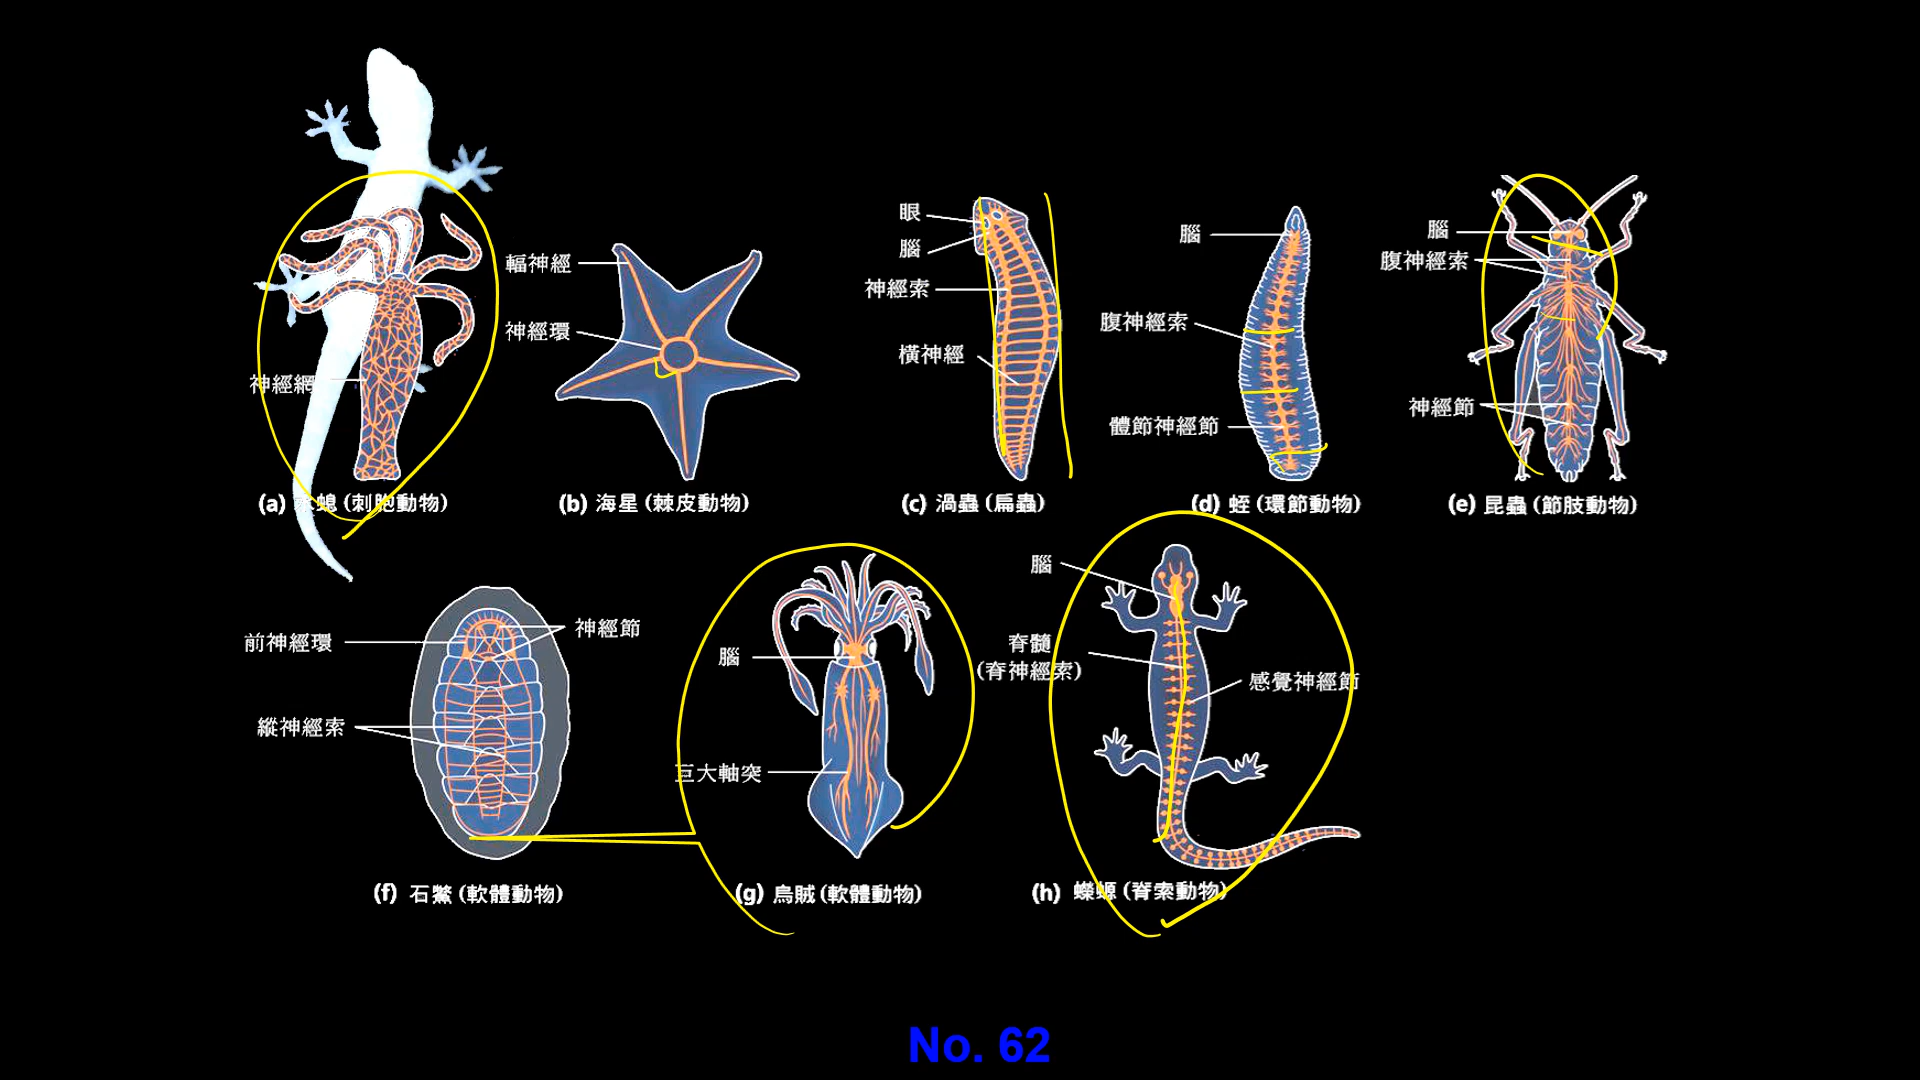 輻神經
神經環
神經網
(a) 水螅 (刺胞動物)
(b) 海星 (棘皮動物)
眼
腦
神經索
橫神經
(c) 渦蟲 (扁蟲)
腦
腹神經索
體節神經節
(d) 蛭 (環節動物)
腦
腹神經索
神經節
(e) 昆蟲 (節肢動物)
前神經環
神經節
縱神經索
(f) 石鱉 (軟體動物)
腦
巨大軸突
(g) 烏賊 (軟體動物)
腦
脊髓
(脊神經索)
感覺神經節
(h) 蠑螈 (脊索動物)
No. 62